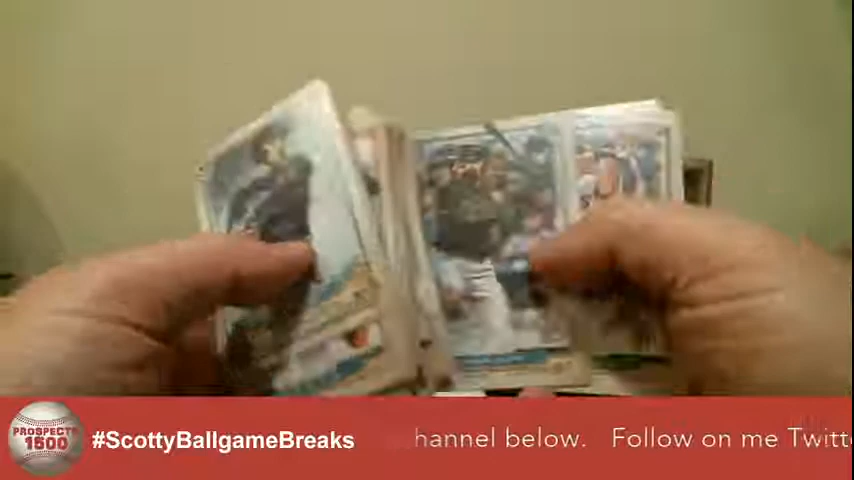 PROSPECTS
1500
#ScottyBallgameBreaks
hannel below. Follow on me Twitt